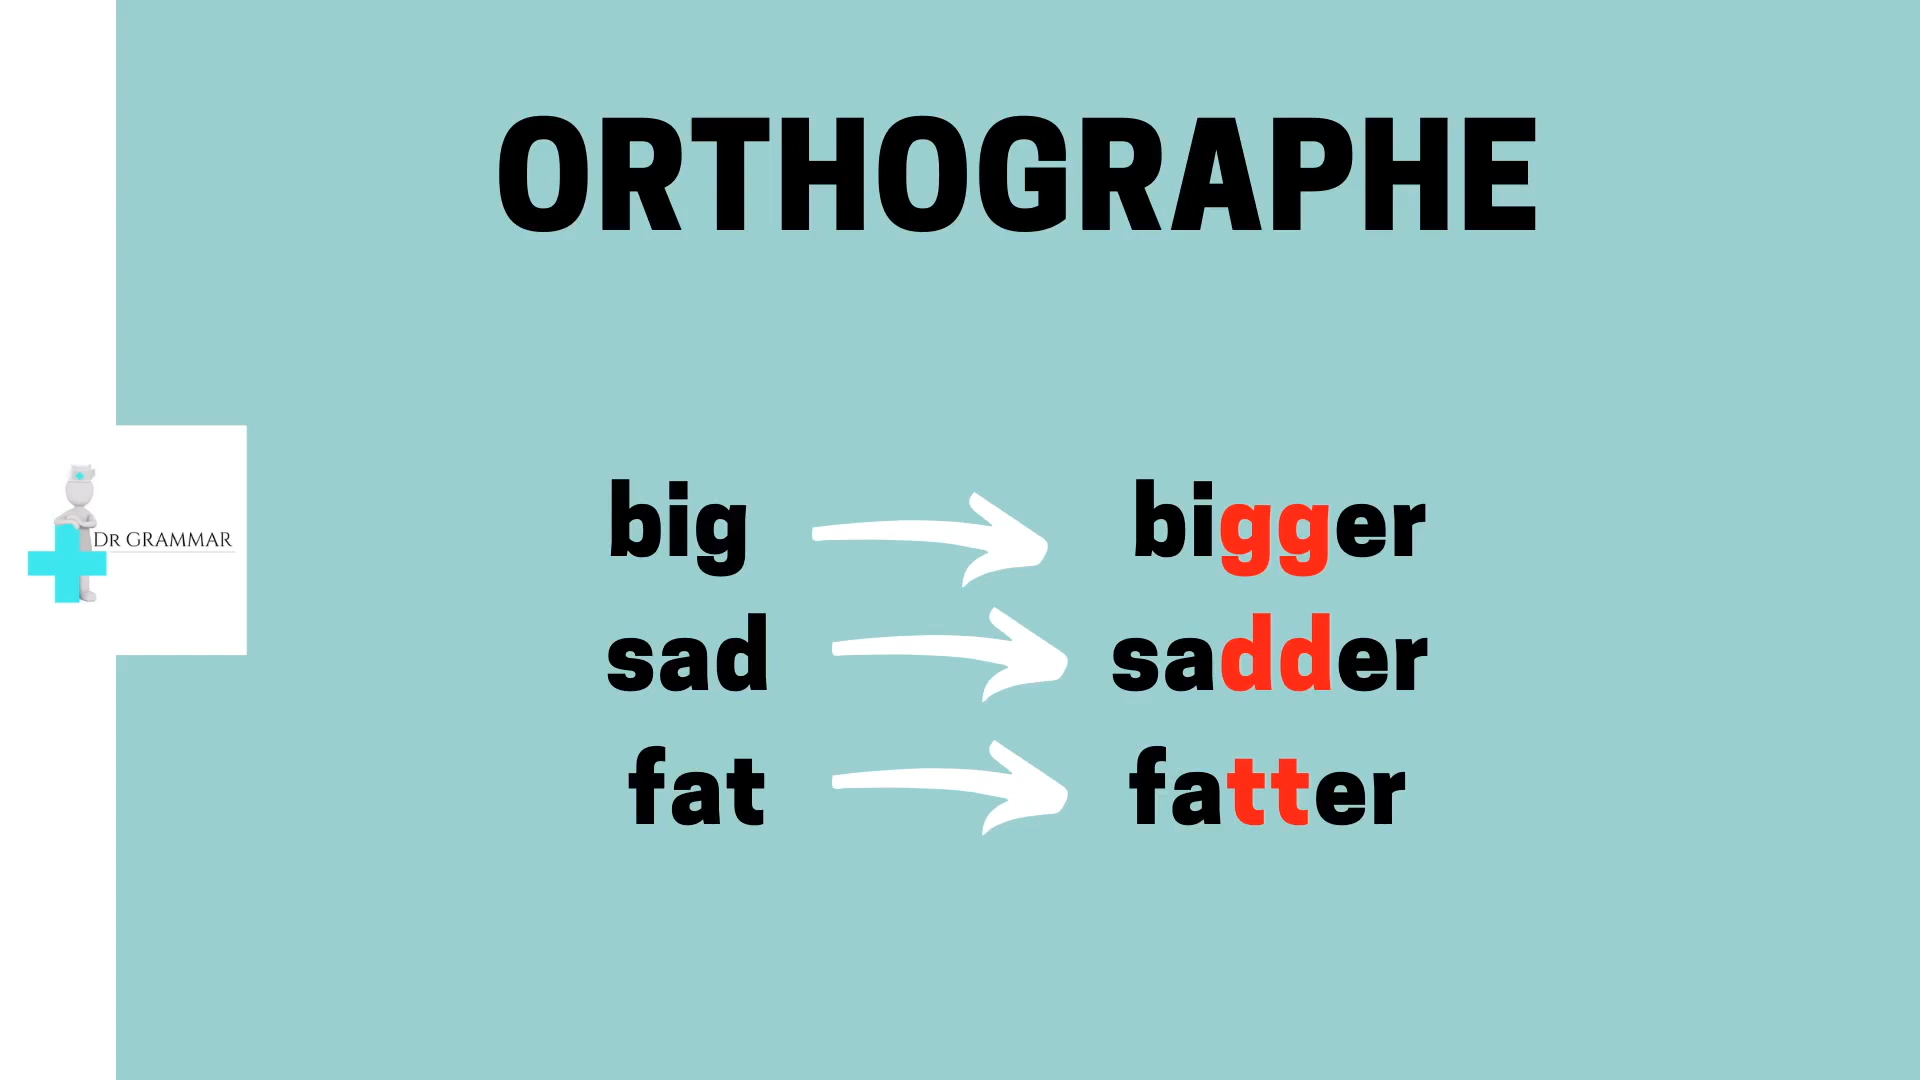 ORTHOGRAPHE
big bigger
sad sadder
fat fatter
DR GRAMMAR